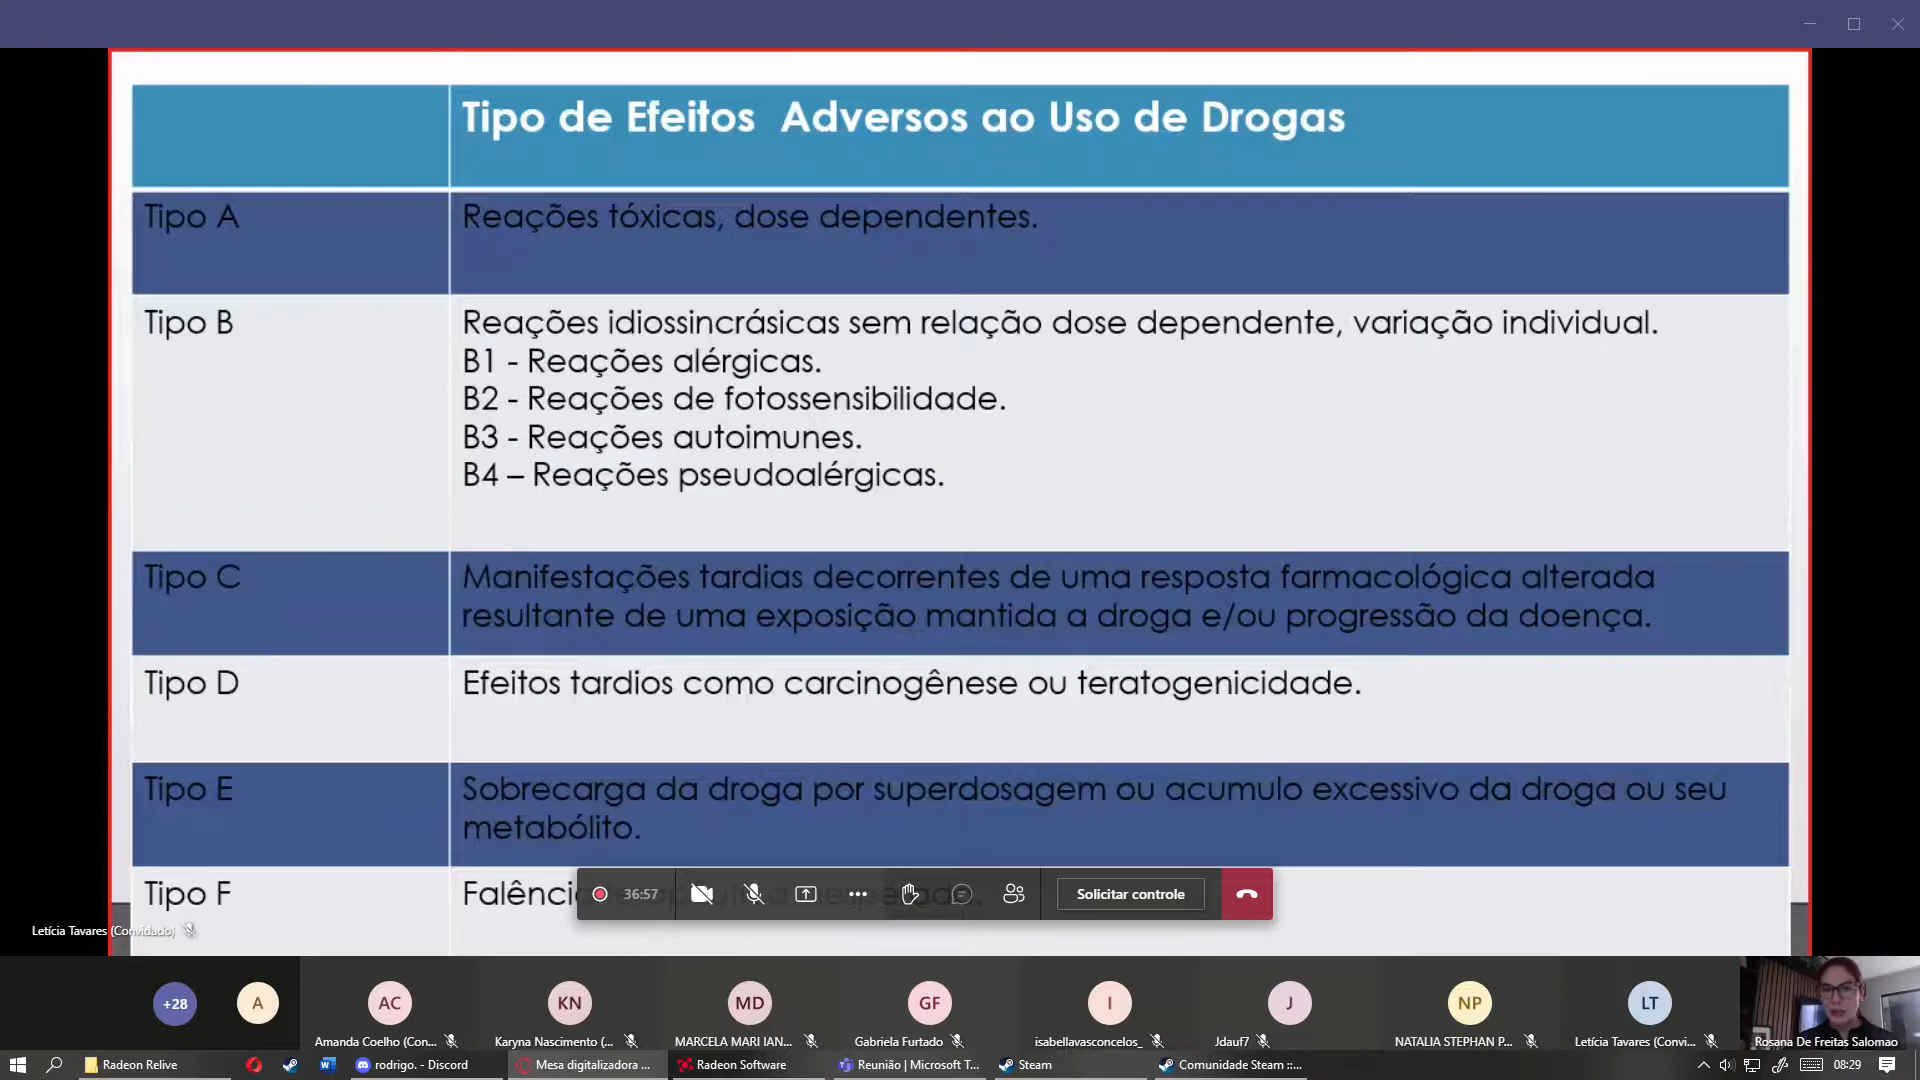 Tipo de Efeitos Adversos ao Uso de Drogas
Tipo A
Reações tóxicas, dose dependentes.
Tipo B
Reações idiossincrásicas sem relação dose dependente, variação individual.
B1 - Reações alérgicas.
B2 - Reações de fotossensibilidade.
B3 - Reações autoimunes.
B4 – Reações pseudoalérgicas.
Tipo C
Manifestações tardias decorrentes de uma resposta farmacológica alterada
resultante de uma exposição mantida a droga e/ou progressão da doença.
Tipo D
Efeitos tardios como carcinogênese ou teratogenicidade.
Tipo E
Sobrecarga da droga por superdosagem ou acumulo excessivo da droga ou seu
metabólito.
Tipo F
36:57
Solicitar controle
Letícia Tavares (Convidado)
+28
A
AC
KN
MD
GF
I
J
NP
LT
Amanda Coelho (Con...
Karyna Nascimento (...
MARCELA MARI IAN...
Gabriela Furtado
isabellavasconcelos_
Jdauf7
NATALIA STEPHAN P...
Letícia Tavares (Convi...
Rosana De Freitas Salomao
Radeon Relive
rodrigo. - Discord
Mesa digitalizadora ...
Radeon Software
Reunião | Microsoft T...
Steam
Comunidade Steam ::...
08:29